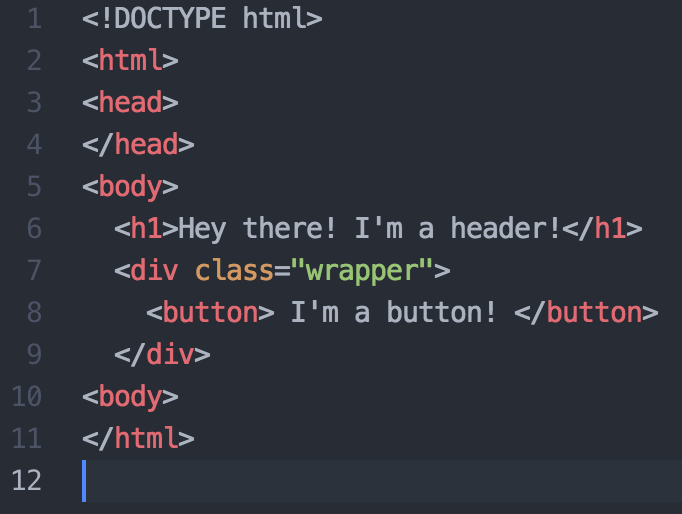 1 <!DOCTYPE html>
2 <html>
3 <head>
4 </head>
5 <body>
6   <h1>Hey there! I'm a header!</h1>
7   <div class="wrapper">
8     <button> I'm a button! </button>
9   </div>
10 <body>
11 </html>
12